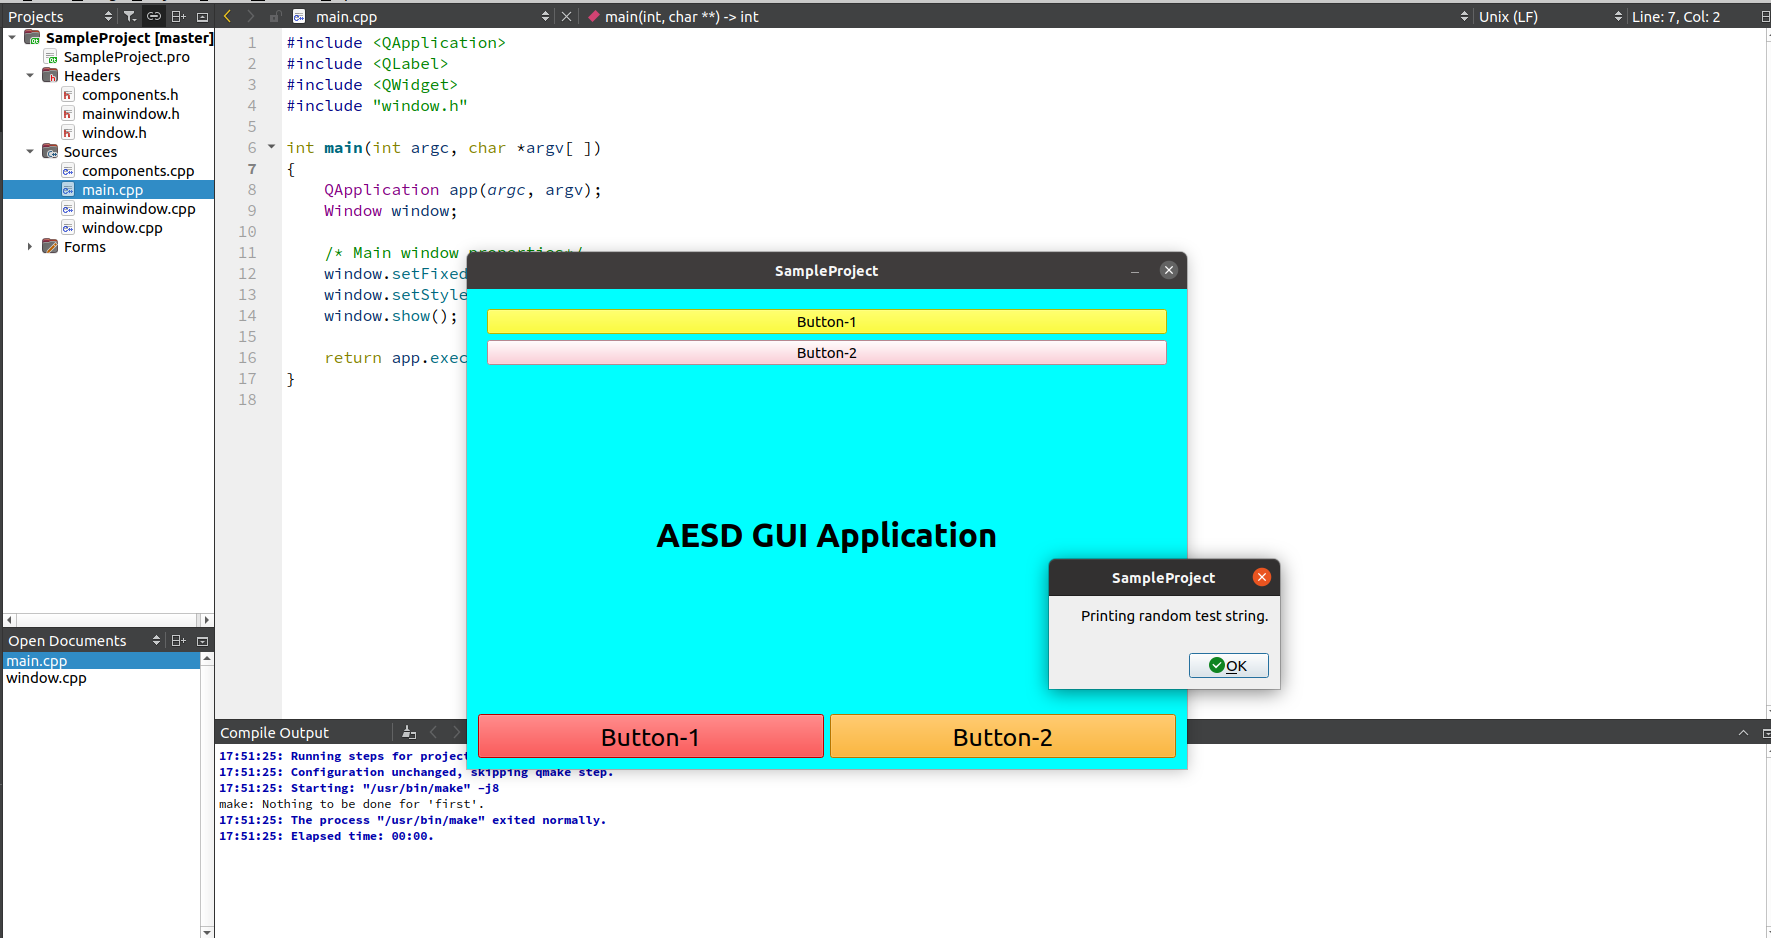 Projects
main.cpp
main(int, char **) -> int
Unix (LF)
Line: 7, Col: 2
SampleProject [master]
SampleProject.pro
Headers
components.h
mainwindow.h
window.h
Sources
components.cpp
main.cpp
mainwindow.cpp
window.cpp
Forms
1 #include <QApplication>
2 #include <QLabel>
3 #include <QWidget>
4 #include "window.h"
5
6 int main(int argc, char *argv[ ])
7 {
8 QApplication app(argc, argv);
9 Window window;
10
11 /* Main window properties*/
12 window.setFixed
13 window.setStyle
14 window.show();
15
16 return app.exec
17 }
18
SampleProject
Button-1
Button-2
AESD GUI Application
Button-1
Button-2
SampleProject
Printing random test string.
OK
Open Documents
main.cpp
window.cpp
Compile Output
17:51:25: Running steps for project
17:51:25: Configuration unchanged, skipping qmake step.
17:51:25: Starting: "/usr/bin/make" -j8
make: Nothing to be done for 'first'.
17:51:25: The process "/usr/bin/make" exited normally.
17:51:25: Elapsed time: 00:00.